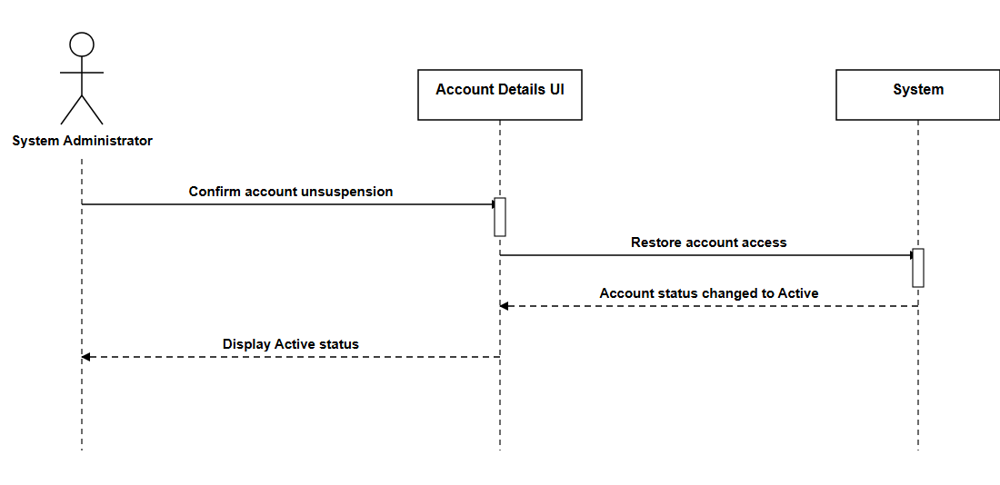 Account Details UI
System
System Administrator
Confirm account unsuspension
Restore account access
Account status changed to Active
Display Active status